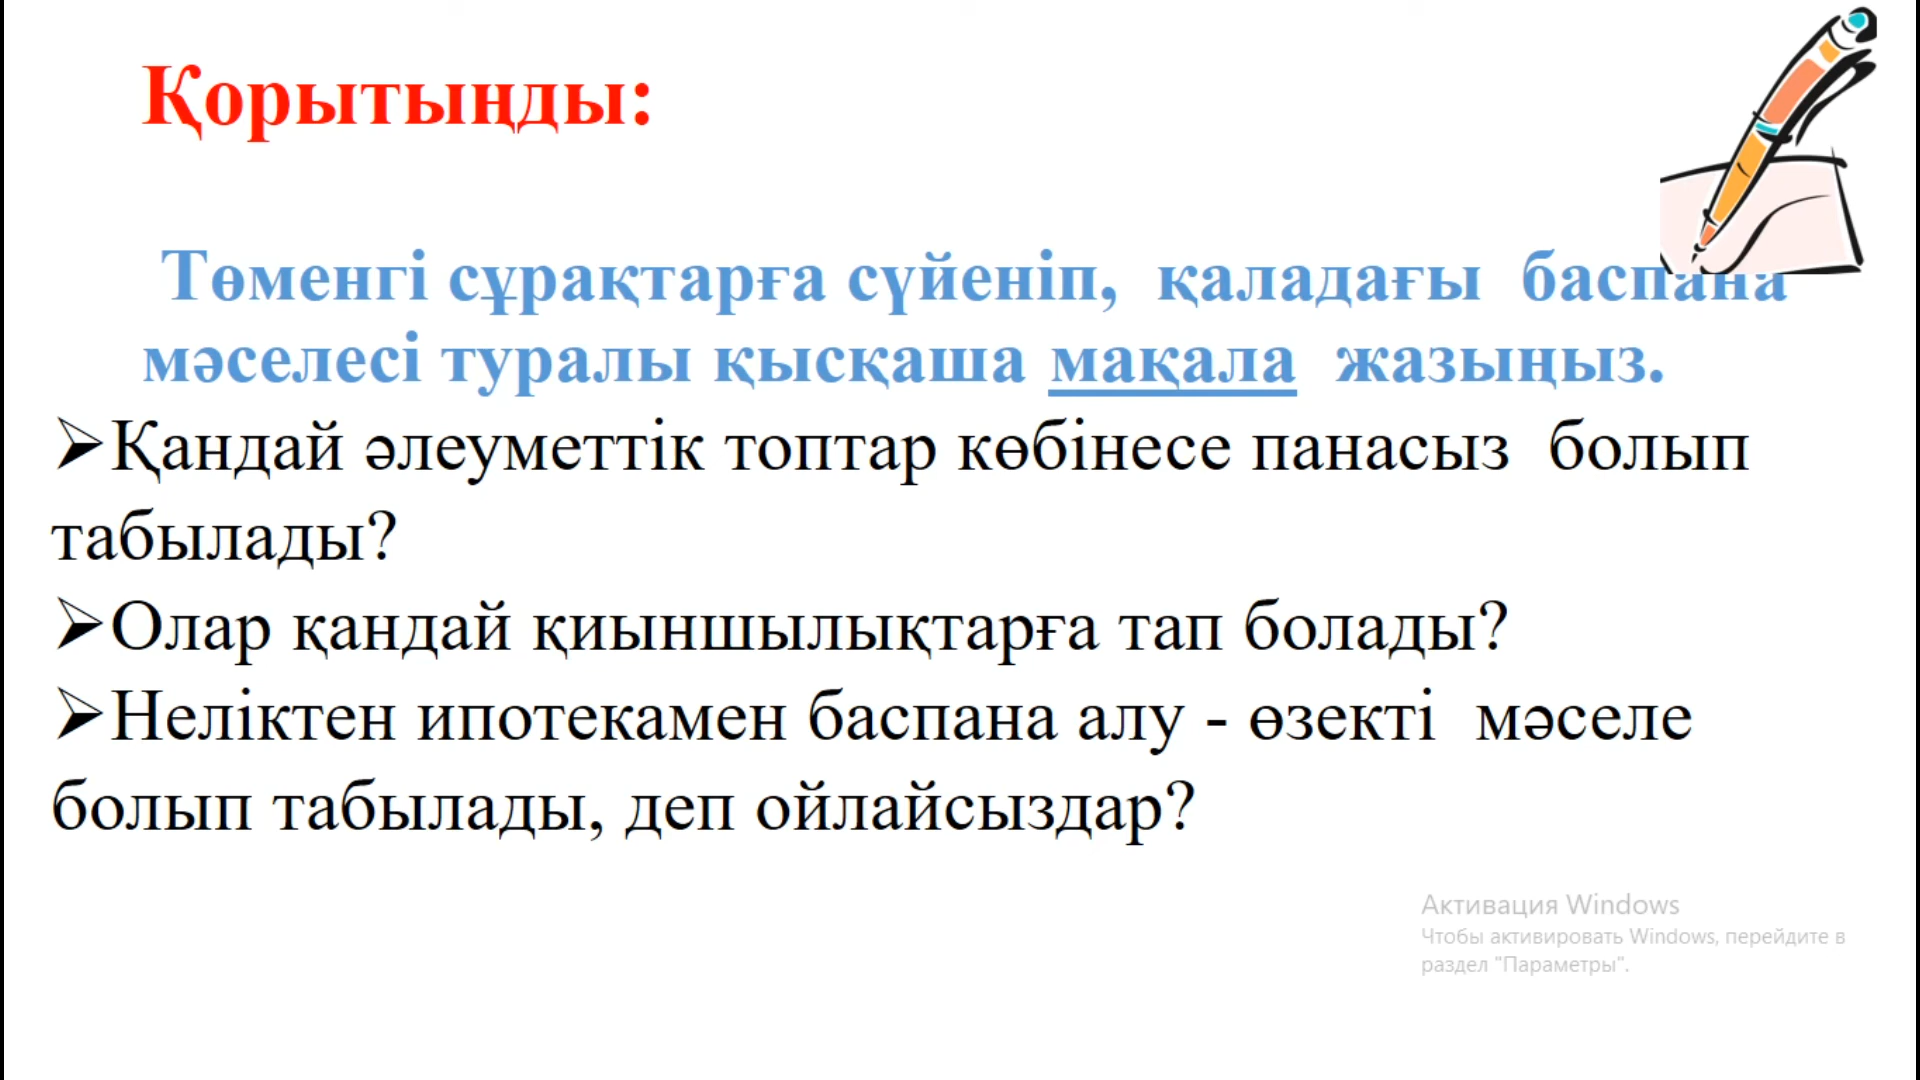 Қорытыңды:
Төменгі сұрақтарға сүйеніп, қаладағы баспана
мәселесі туралы қысқаша мақала жазыңыз.
➢Қандай әлеуметтік топтар көбінесе панасыз болып
табылады?
➢Олар қандай қиыншылықтарға тап болады?
➢Неліктен ипотекамен баспана алу - өзекті мәселе
болып табылады, деп ойлайсыздар?
Активация Windows
Чтобы активировать Windows, перейдите в
раздел "Параметры".